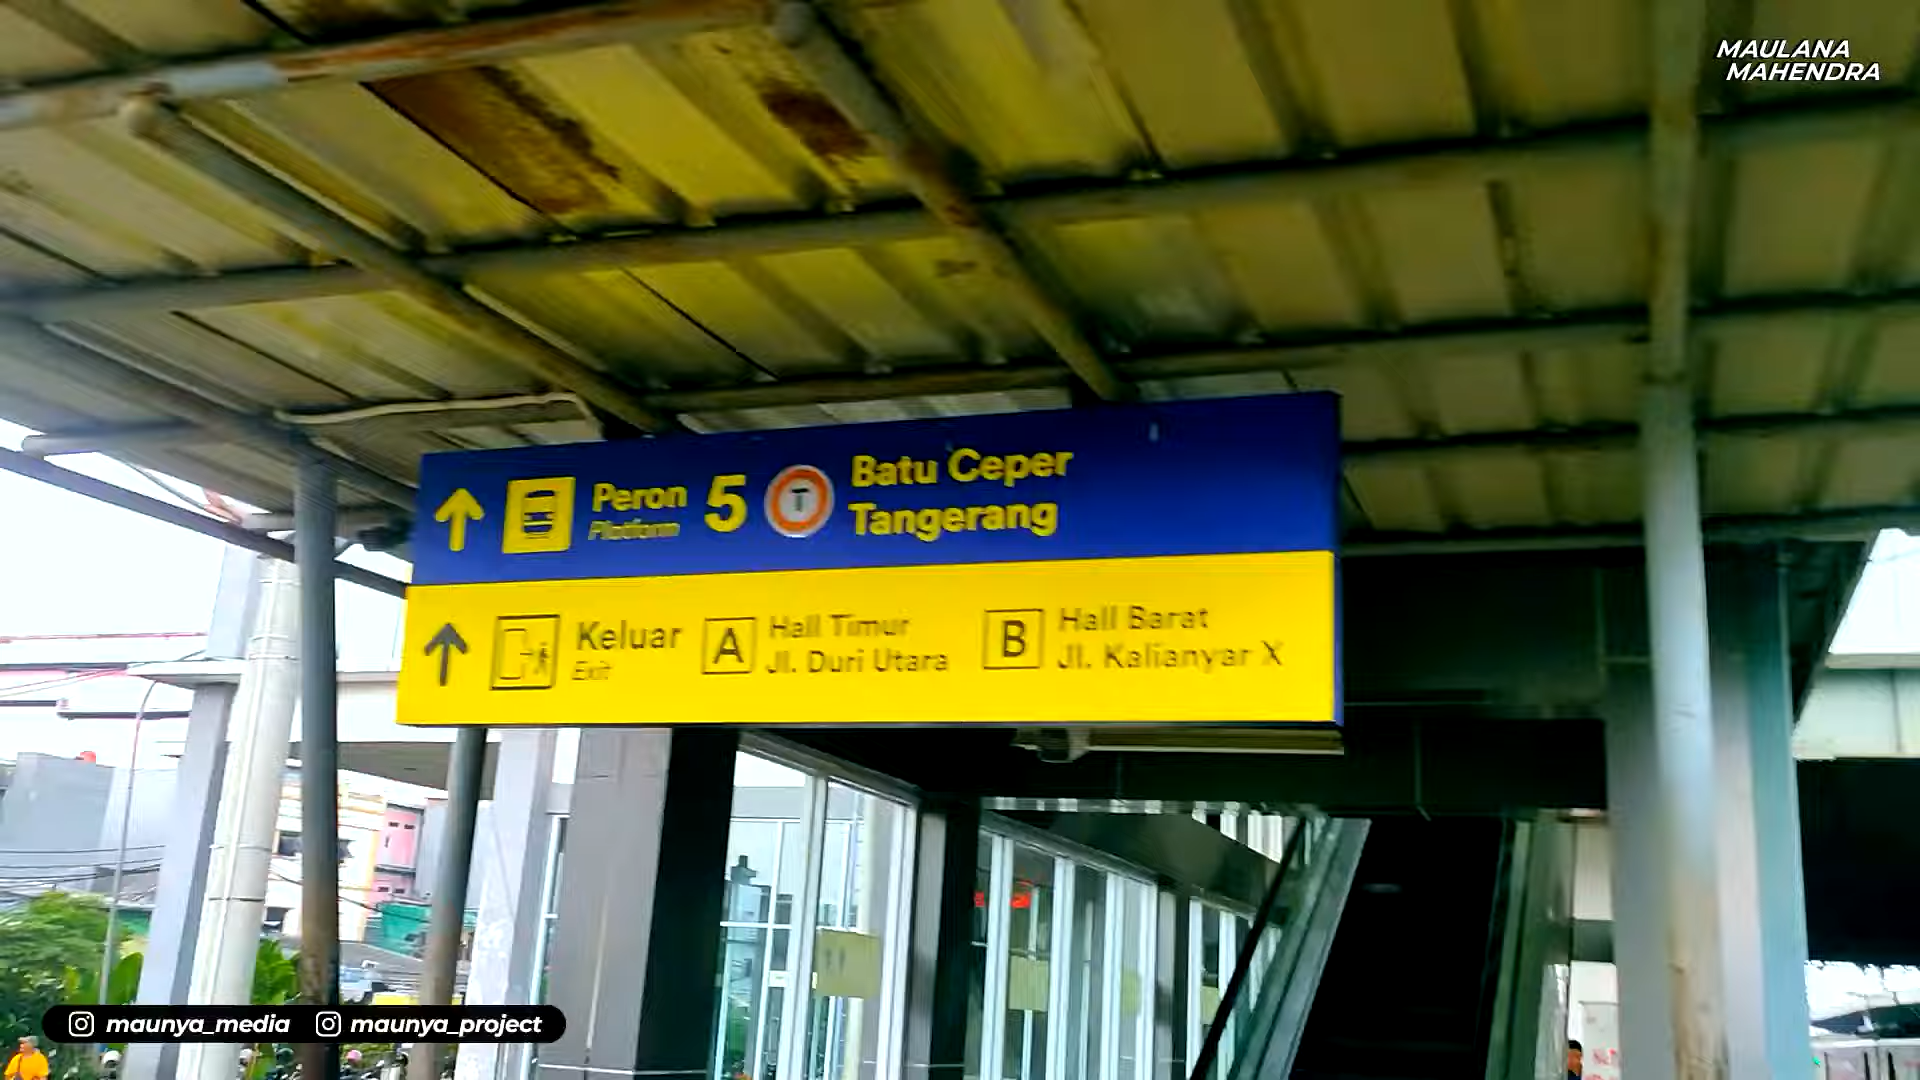 MAULANA
MAHENDRA
Peron 5 T Batu Ceper
Platform Tangerang
Keluar A Hall Timur B Hall Barat
Exit Jl. Duri Utara Jl. Kalianyar X
maunya_media maunya_project